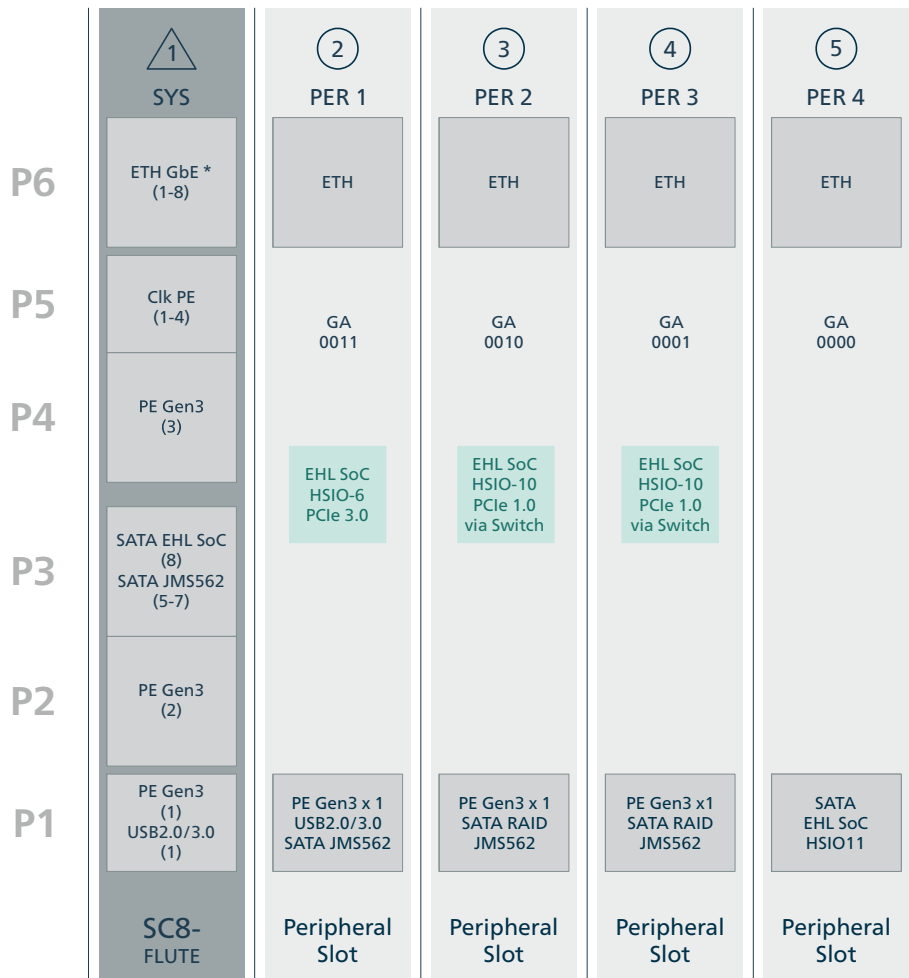 1
2
3
4
5
SYS
PER 1
PER 2
PER 3
PER 4
P6
ETH GbE *
(1-8)
ETH
ETH
ETH
ETH
P5
Clk PE
(1-4)
GA
0011
GA
0010
GA
0001
GA
0000
P4
PE Gen3
(3)
EHL SoC
HSIO-6
PCIe 3.0
EHL SoC
HSIO-10
PCIe 1.0
via Switch
EHL SoC
HSIO-10
PCIe 1.0
via Switch
P3
SATA EHL SoC
(8)
SATA JMS562
(5-7)
P2
PE Gen3
(2)
P1
PE Gen3
(1)
USB2.0/3.0
(1)
PE Gen3 x 1
USB2.0/3.0
SATA JMS562
PE Gen3 x 1
SATA RAID
JMS562
PE Gen3 x1
SATA RAID
JMS562
SATA
EHL SoC
HSIO11
SC8-
FLUTE
Peripheral
Slot
Peripheral
Slot
Peripheral
Slot
Peripheral
Slot